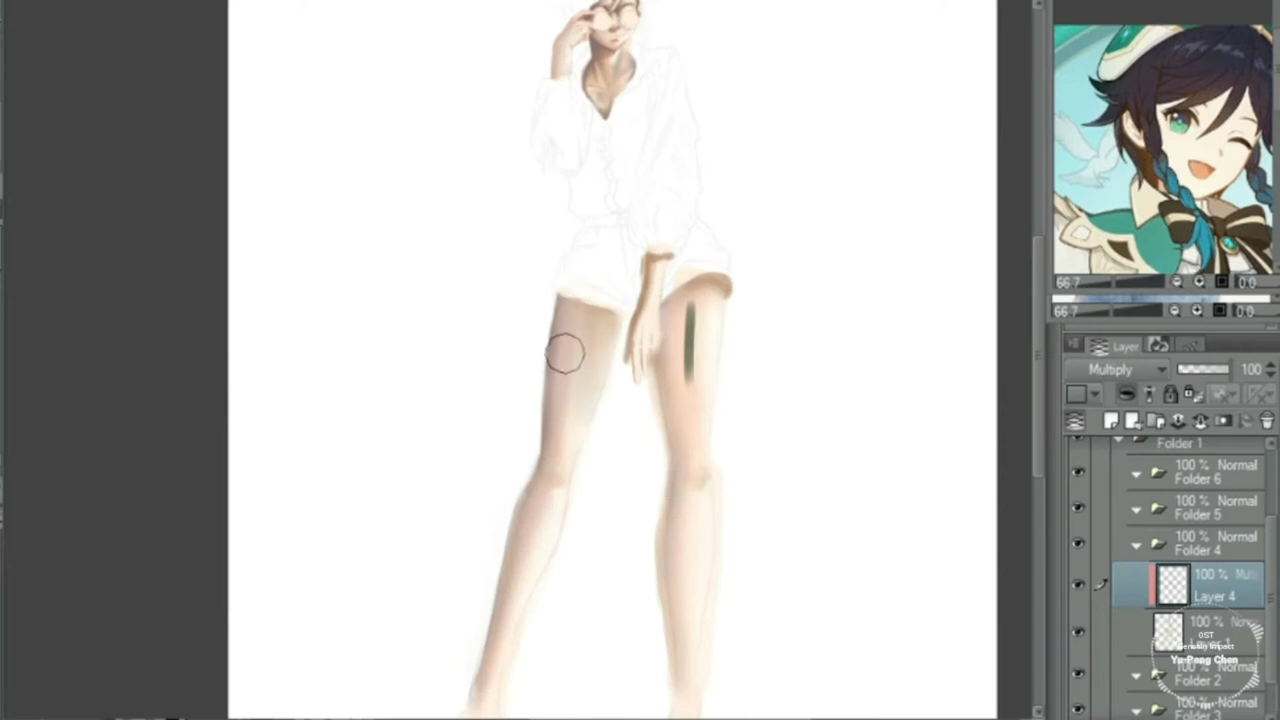 66.7
0.0
66.7
0.0
Layer
Multiply
100
Folder 1
100 % Normal
Folder 6
100 % Normal
Folder 5
100 % Normal
Folder 4
100 %
Layer 4
100 %
OST
Impact
Yu-Peng Chen
100 % Normal
Folder 2
100 % Normal
Folder 3